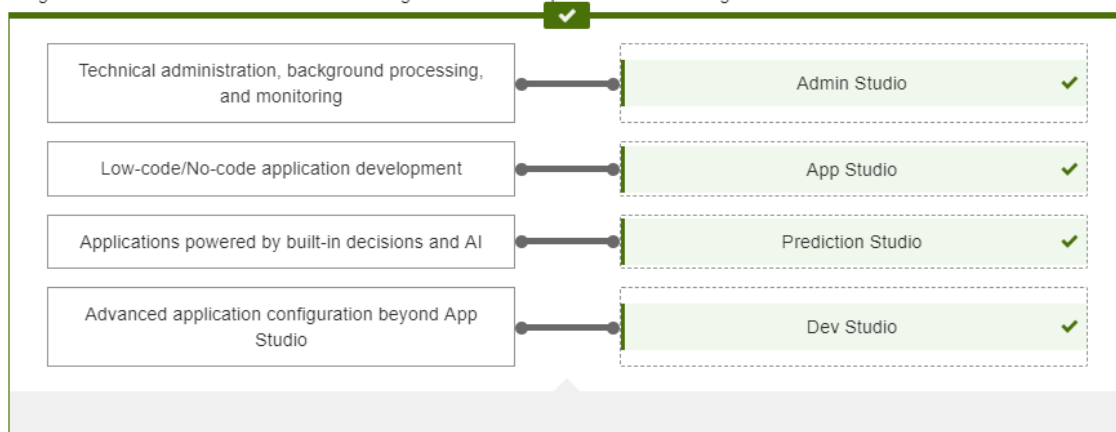 Technical administration, background processing,
and monitoring
Admin Studio
Low-code/No-code application development
App Studio
Applications powered by built-in decisions and AI
Prediction Studio
Advanced application configuration beyond App
Studio
Dev Studio